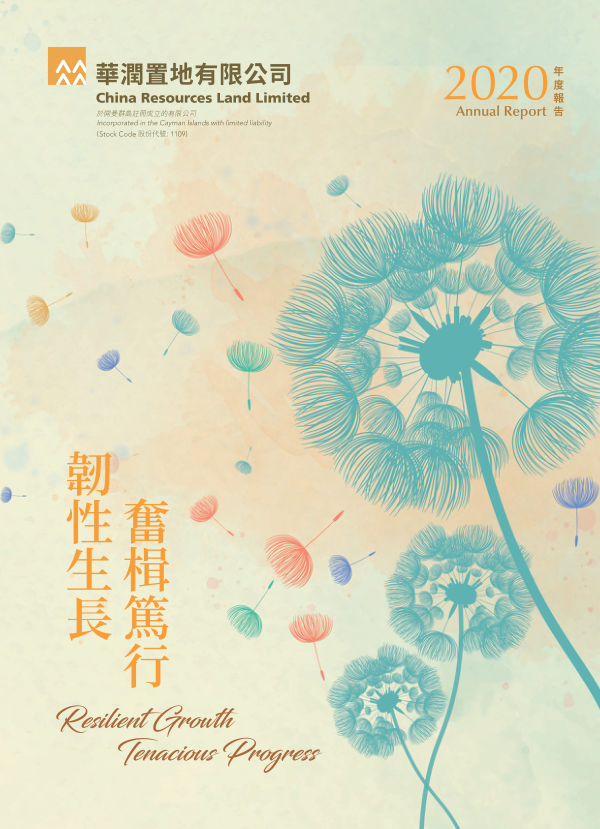 華潤置地有限公司
China Resources Land Limited
於開曼群島註冊成立的有限公司
Incorporated in the Cayman Islands with limited liability
(Stock Code 股份代號: 1109)
2020 年度報告
Annual Report
韌性生長
奮楫篤行
Resilient Growth
Tenacious Progress